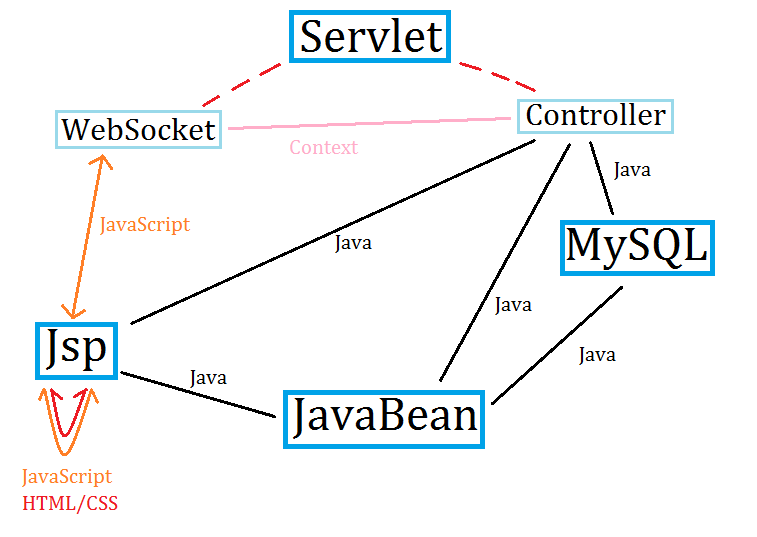 Servlet
WebSocket
Controller
Context
Java
JavaScript
Java
MySQL
Java
Jsp
Java
Java
JavaBean
JavaScript
HTML/CSS